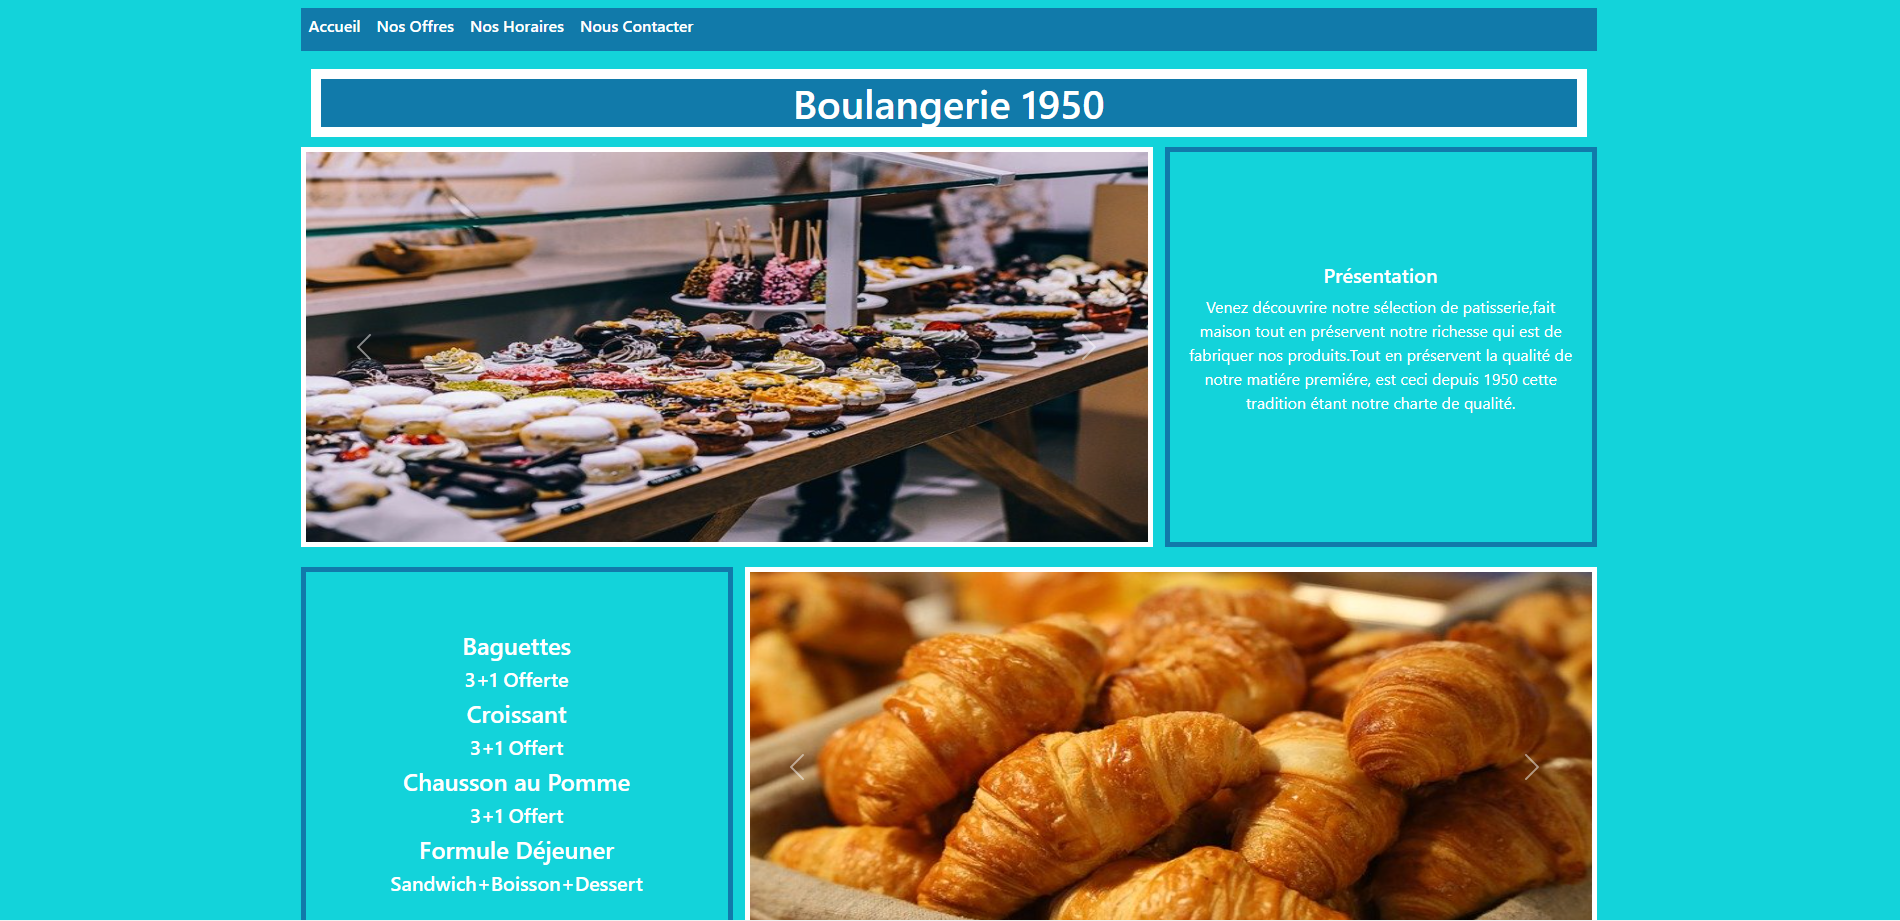 Accueil Nos Offres Nos Horaires Nous Contacter
Boulangerie 1950
Présentation
Venez découvrire notre sélection de patisserie,fait
maison tout en préservent notre richesse qui est de
fabriquer nos produits.Tout en préservent la qualité de
notre matiére premiére, est ceci depuis 1950 cette
tradition étant notre charte de qualité.
Baguettes
3+1 Offerte
Croissant
3+1 Offert
Chausson au Pomme
3+1 Offert
Formule Déjeuner
Sandwich+Boisson+Dessert